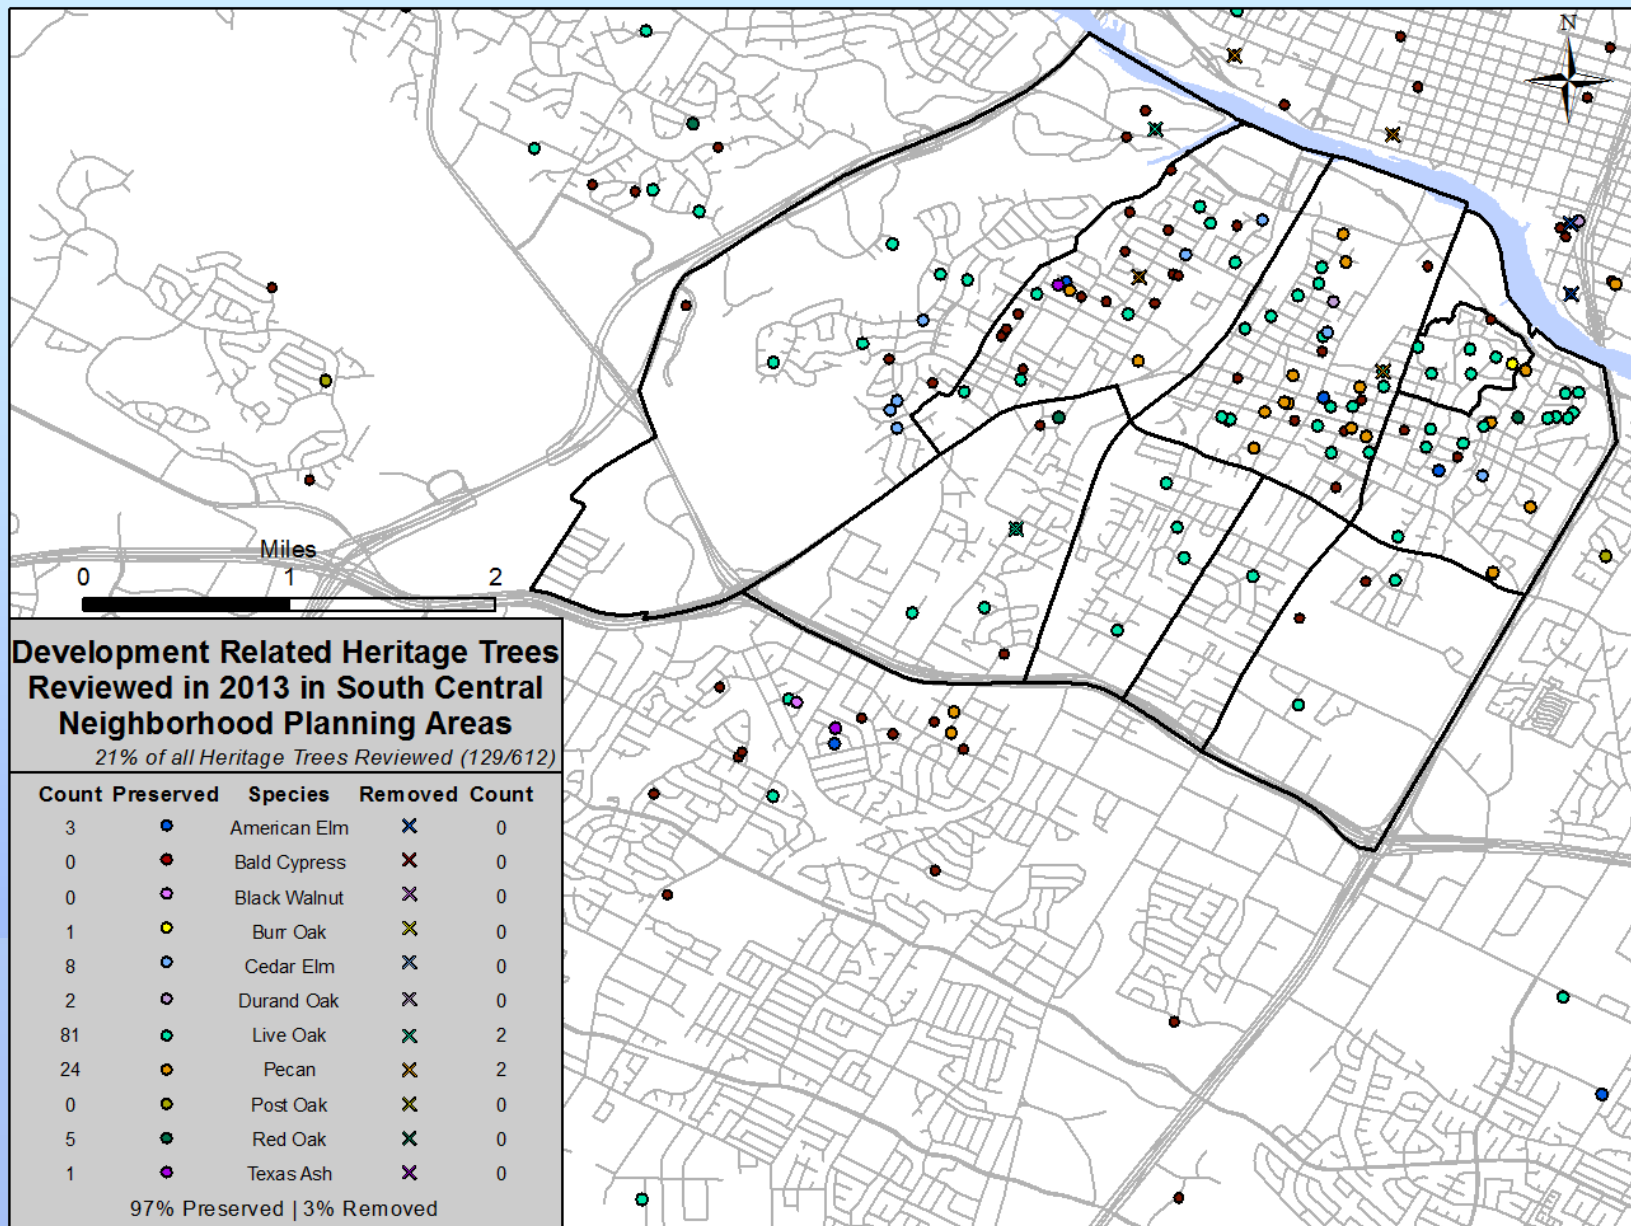 N
Miles
0 1 2
Development Related Heritage Trees
Reviewed in 2013 in South Central
Neighborhood Planning Areas
21% of all Heritage Trees Reviewed (129/612)
Count Preserved Species Removed Count
3 American Elm 0
0 Bald Cypress 0
0 Black Walnut 0
1 Burr Oak 0
8 Cedar Elm 0
2 Durand Oak 0
81 Live Oak 2
24 Pecan 2
0 Post Oak 0
5 Red Oak 0
1 Texas Ash 0
97% Preserved | 3% Removed